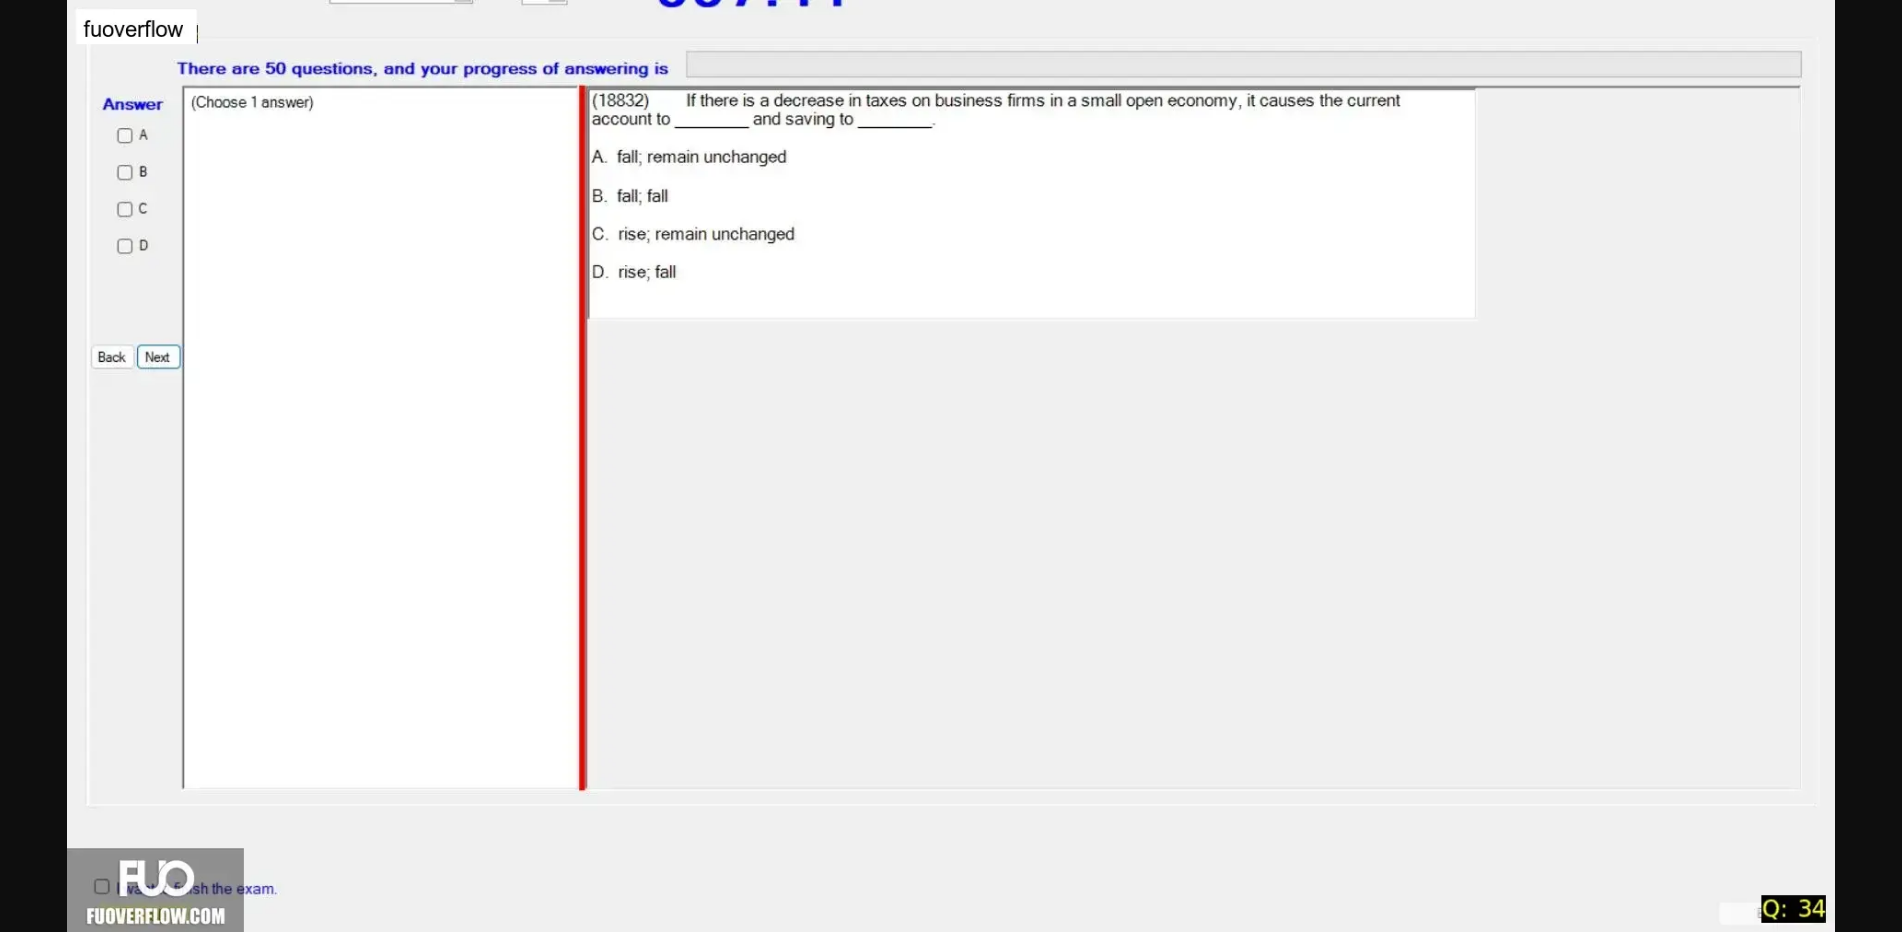 fuoverflow
There are 50 questions, and your progress of answering is
Answer
(Choose 1 answer)
A
B
C
D
Back Next
(18832) If there is a decrease in taxes on business firms in a small open economy, it causes the current
account to ________ and saving to ________.
A. fall; remain unchanged
B. fall; fall
C. rise; remain unchanged
D. rise; fall
FUO
the exam.
FUOVERFLOW.COM
Q: 34